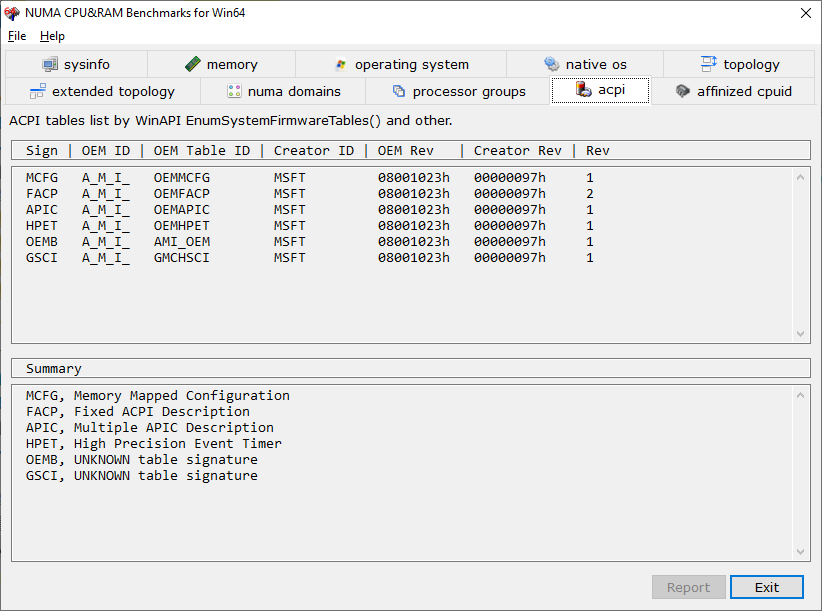 NUMA CPU&RAM Benchmarks for Win64
File Help
sysinfo memory operating system native os topology
extended topology numa domains processor groups acpi affinized cpuid
ACPI tables list by WinAPI EnumSystemFirmwareTables() and other.
Sign | OEM ID | OEM Table ID | Creator ID | OEM Rev | Creator Rev | Rev
MCFG A_M_I_ OEMMCFG MSFT 08001023h 00000097h 1
FACP A_M_I_ OEMFACP MSFT 08001023h 00000097h 2
APIC A_M_I_ OEMAPIC MSFT 08001023h 00000097h 1
HPET A_M_I_ OEMHPET MSFT 08001023h 00000097h 1
OEMB A_M_I_ AMI_OEM MSFT 08001023h 00000097h 1
GSCI A_M_I_ GMCHSCI MSFT 08001023h 00000097h 1
Summary
MCFG, Memory Mapped Configuration
FACP, Fixed ACPI Description
APIC, Multiple APIC Description
HPET, High Precision Event Timer
OEMB, UNKNOWN table signature
GSCI, UNKNOWN table signature
Report Exit